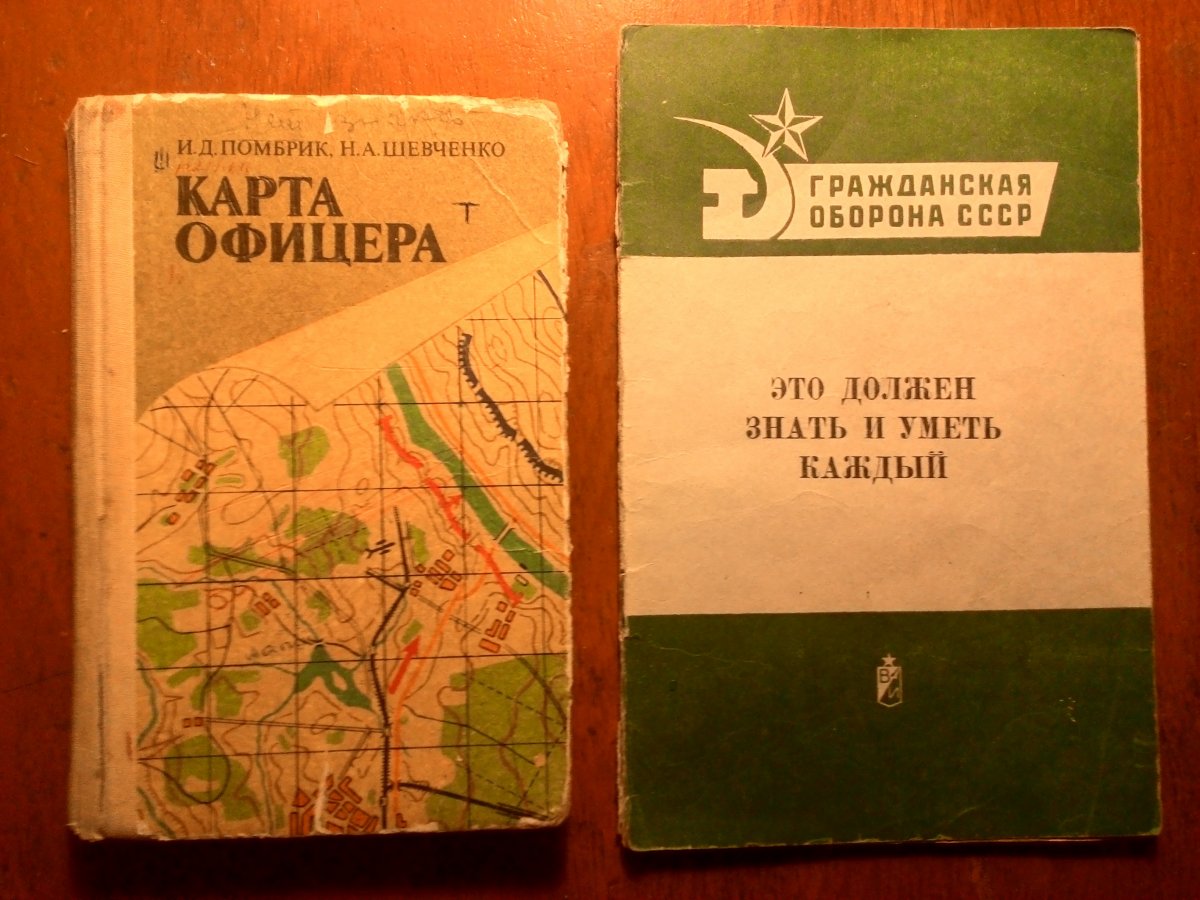 И. Д. ПОМБРИК, Н. А. ШЕВЧЕНКО
КАРТА
ОФИЦЕРА
ГРАЖДАНСКАЯ
ОБОРОНА СССР
ЭТО ДОЛЖЕН
ЗНАТЬ И УМЕТЬ
КАЖДЫЙ